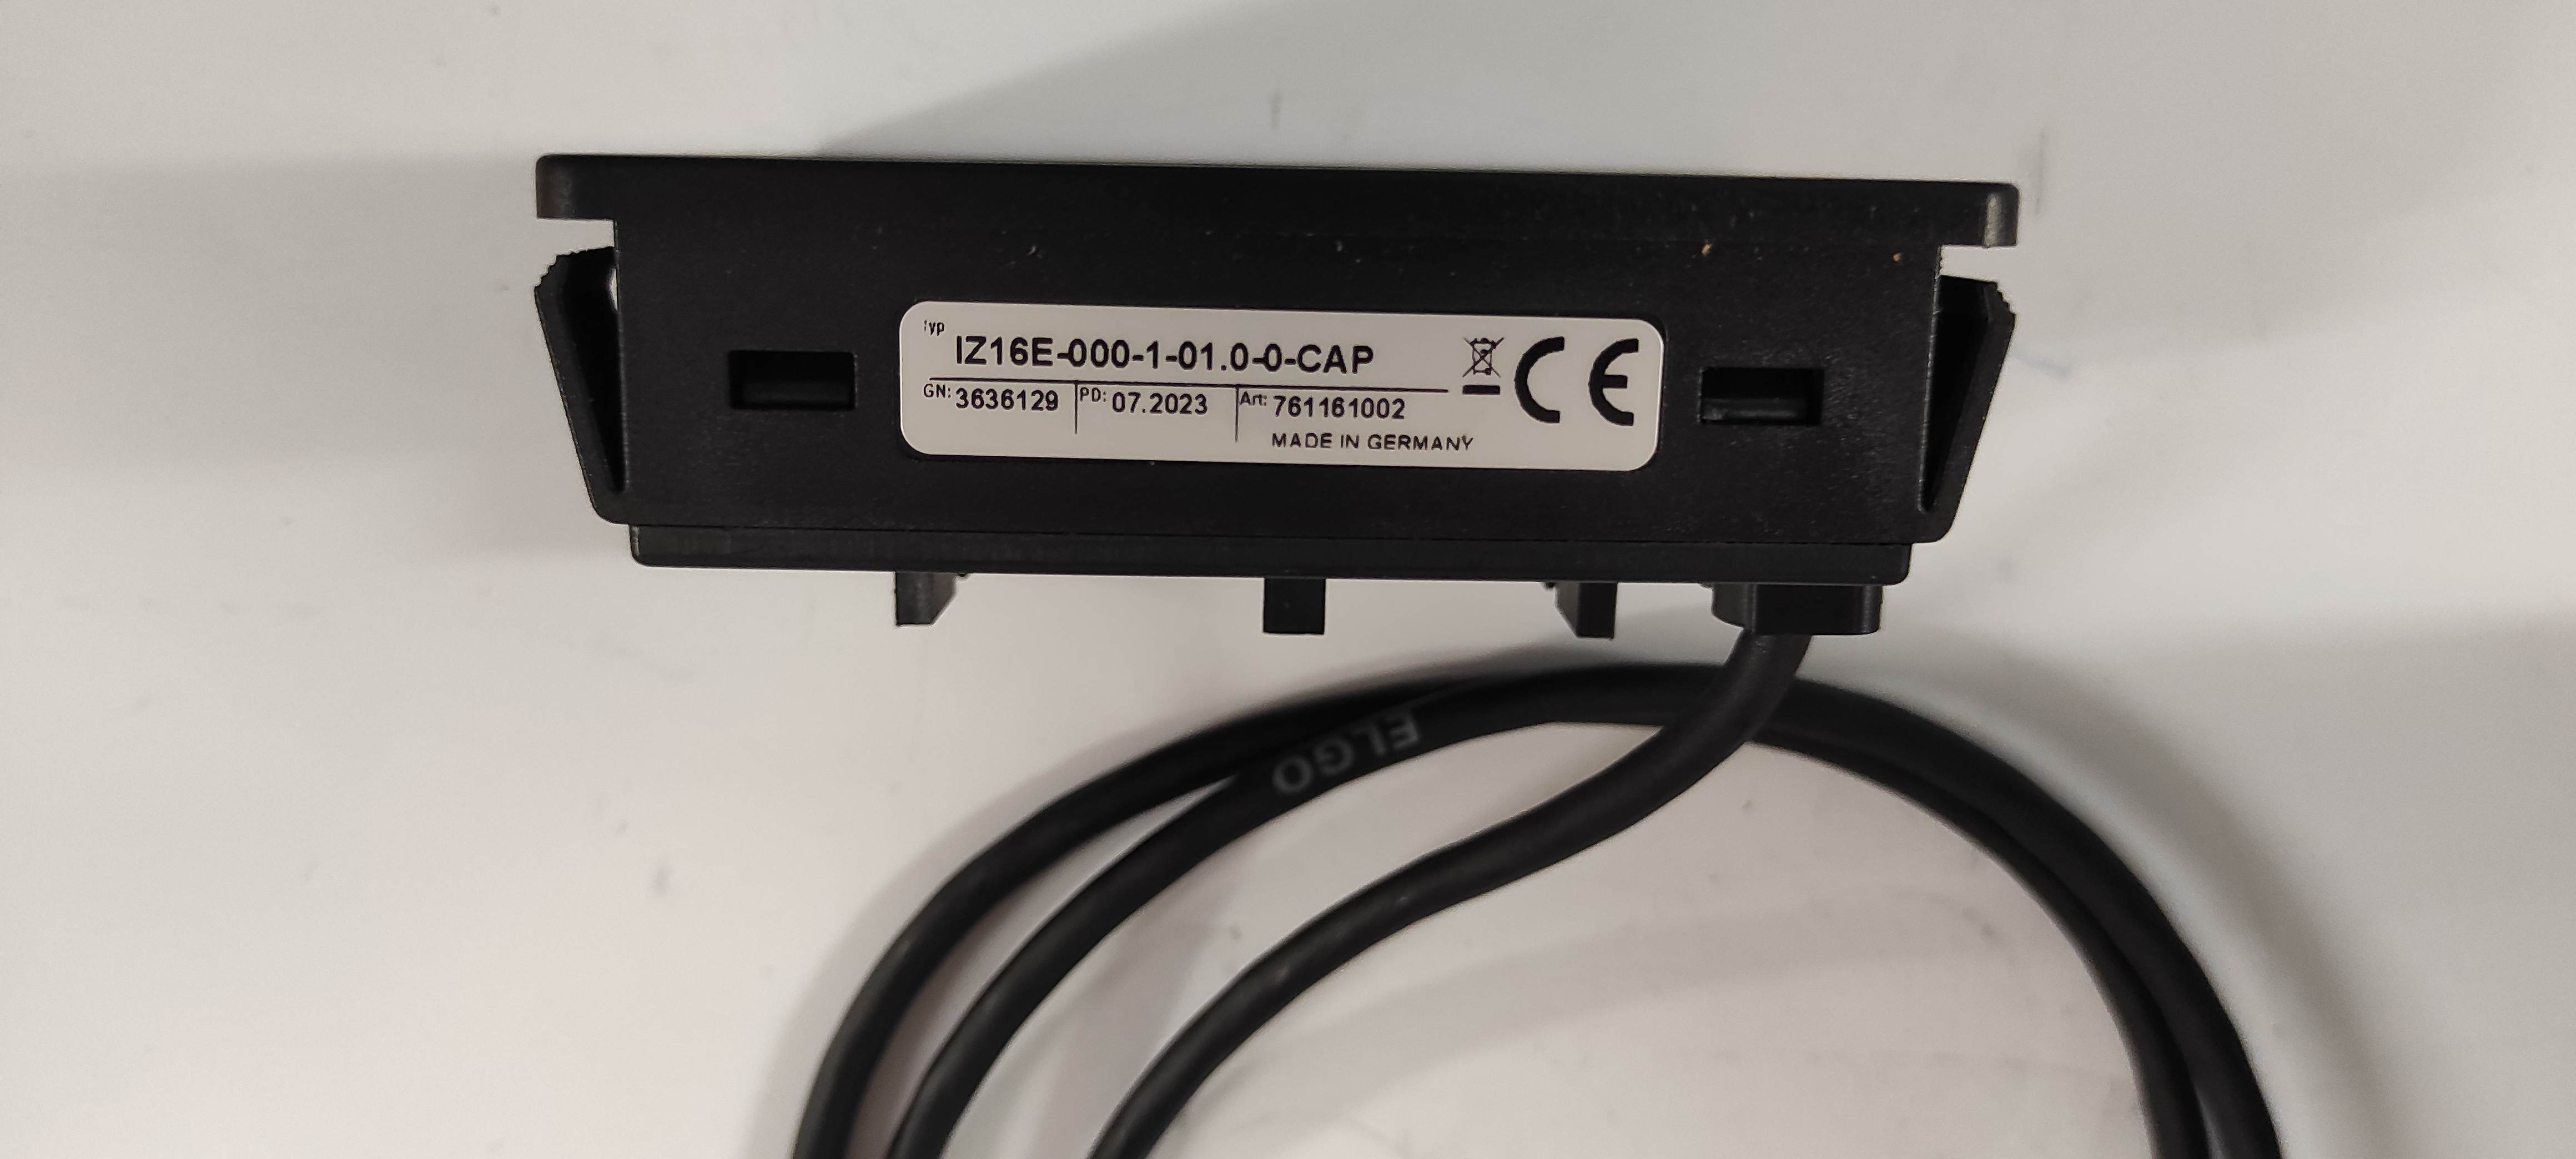 Typ
IZ16E-000-1-01.0-0-CAP
GN: 3636129 PD: 07.2023 Art: 761161002
MADE IN GERMANY
CE
ELGO